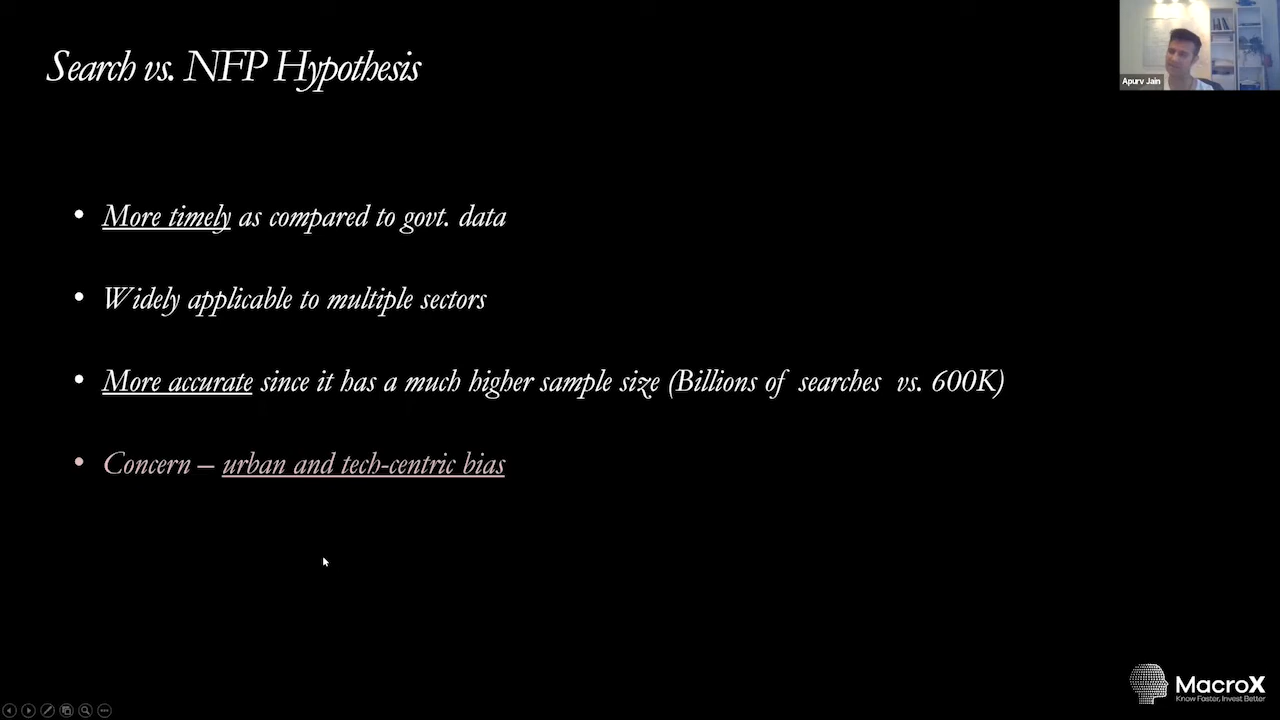 Search vs. NFP Hypothesis
Apurv Jain
• More timely as compared to govt. data
• Widely applicable to multiple sectors
• More accurate since it has a much higher sample size (Billions of searches vs. 600K)
• Concern – urban and tech-centric bias
MacroX
Know Faster, Invest Better